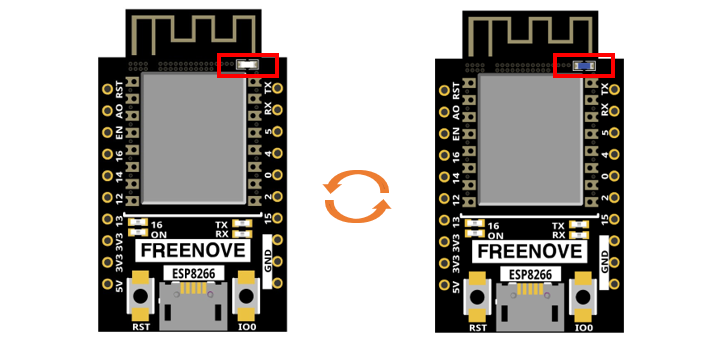 RST
AO
EN
16
14
12
13
3V3
3V3
5V
TX
RX
5
4
0
2
15
GND
16
ON
TX
RX
FREENOVE
ESP8266
RST
IO0
RST
AO
EN
16
14
12
13
3V3
3V3
5V
TX
RX
5
4
0
2
15
GND
16
ON
TX
RX
FREENOVE
ESP8266
RST
IO0